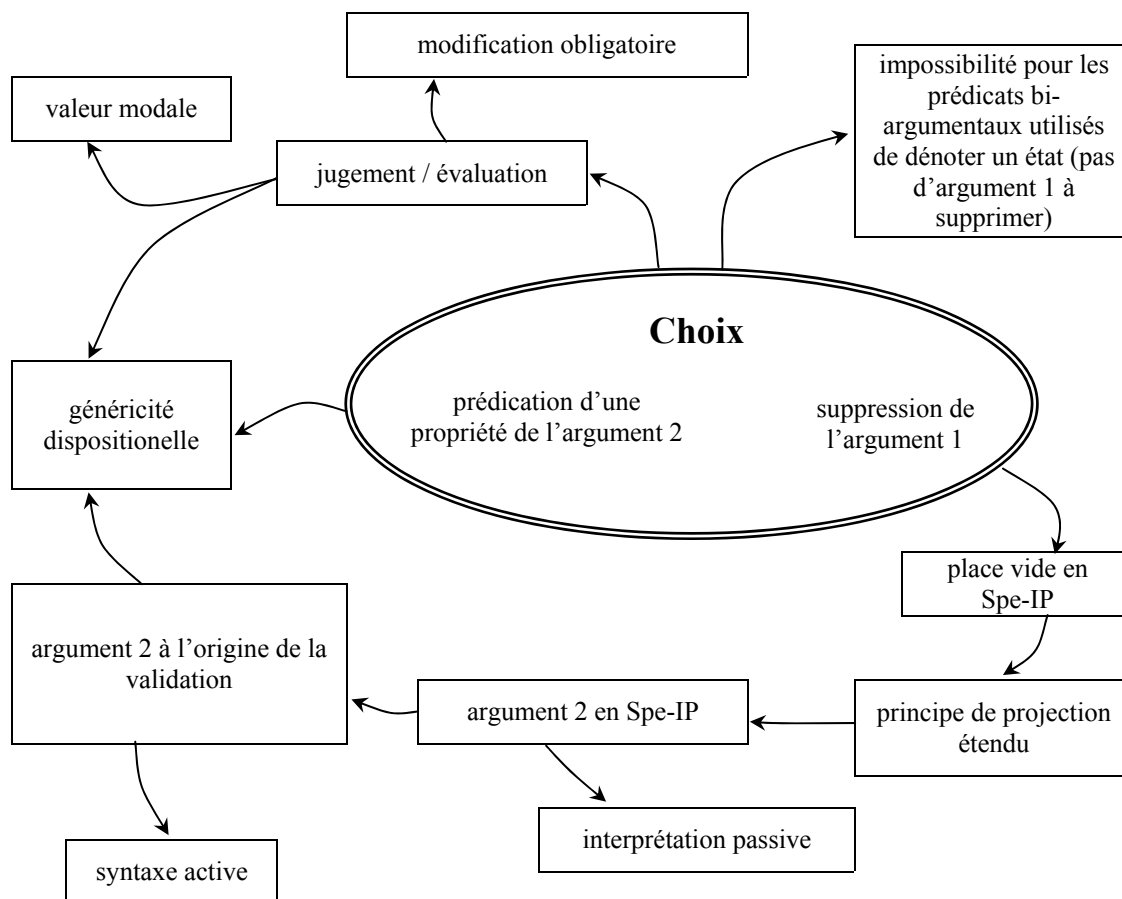 modification obligatoire
impossibilité pour les
prédicats bi-
argumentaux utilisés
de dénoter un état (pas
d’argument 1 à
supprimer)
valeur modale
jugement / évaluation
Choix
prédication d’une
propriété de l’argument 2
suppression de
l’argument 1
généricité
dispositionelle
place vide en
Spe-IP
argument 2 à l’origine de la
validation
argument 2 en Spe-IP
principe de projection
étendu
interprétation passive
syntaxe active